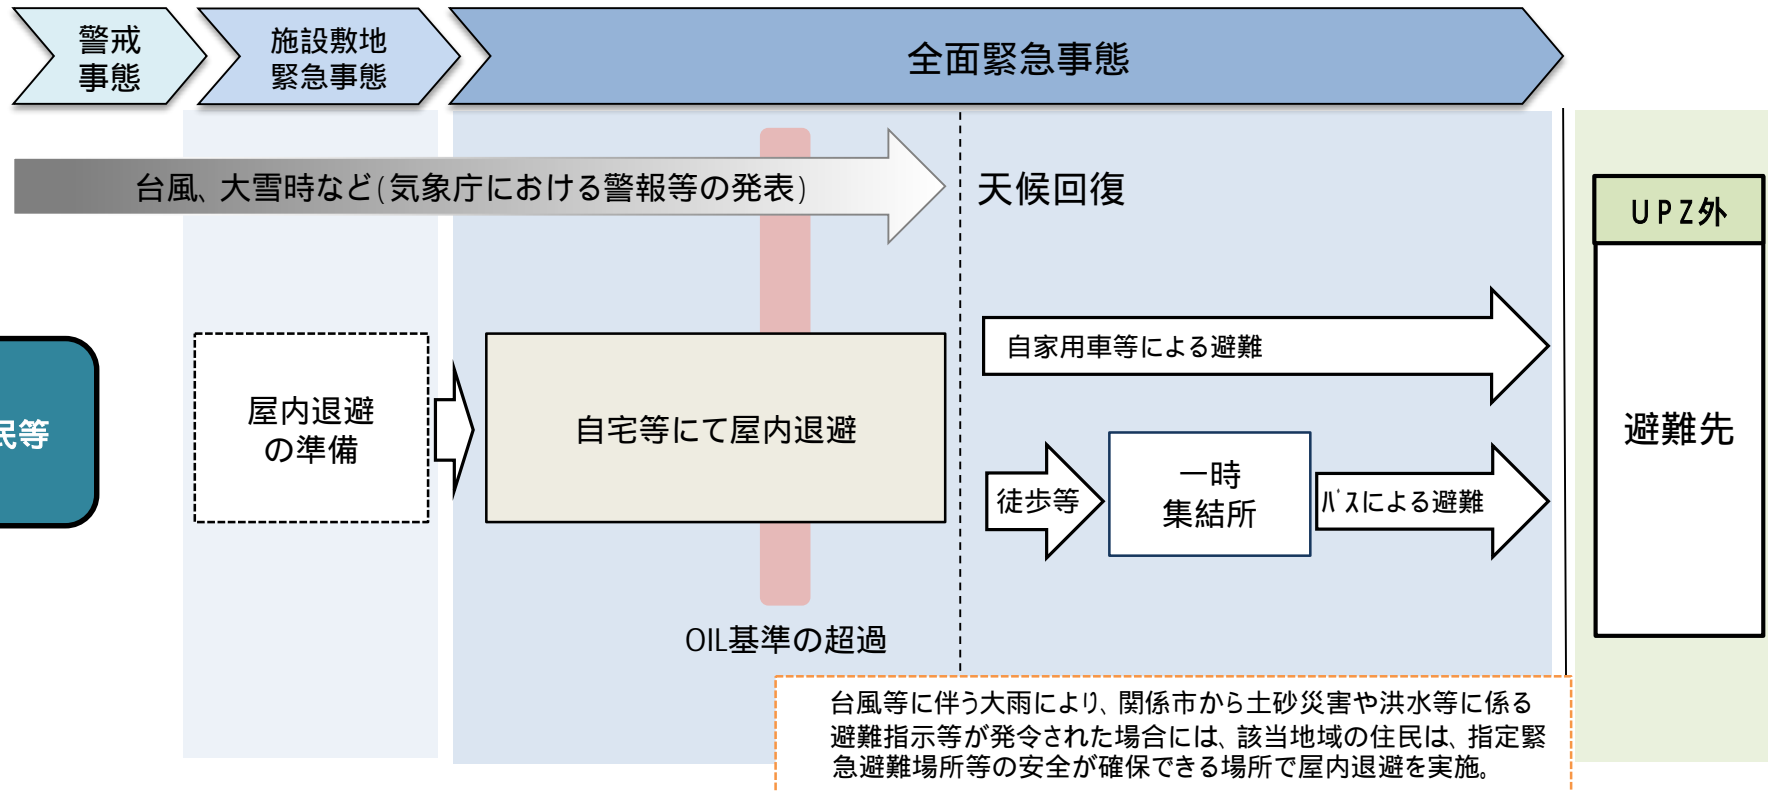 警戒
事態
施設敷地
緊急事態
全面緊急事態
台風、大雪時など(気象庁における警報等の発表)
天候回復
UPZ外
避難先
民等
屋内退避
の準備
自宅等にて屋内退避
自家用車等による避難
徒歩等
一時
集結所
バスによる避難
OIL基準の超過
台風等に伴う大雨により、関係市から土砂災害や洪水等に係る
避難指示等が発令された場合には、該当地域の住民は、指定緊
急避難場所等の安全が確保できる場所で屋内退避を実施。